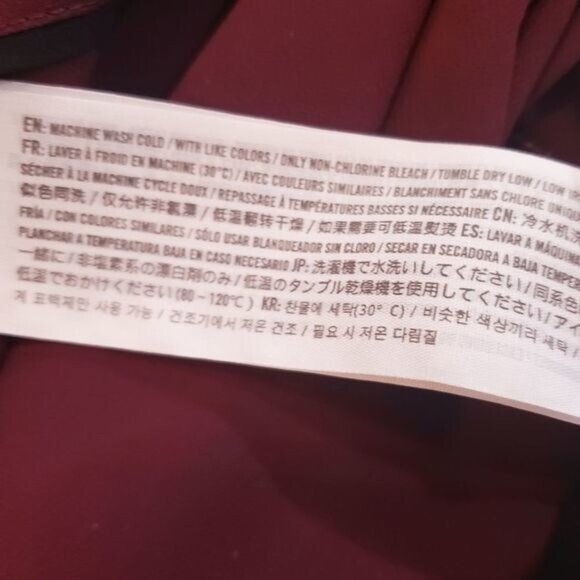 EN: MACHINE WASH COLD / WITH LIKE COLORS / ONLY NON-CHLORINE BLEACH / TUMBLE DRY LOW / LOW
FR: LAVER À FROID EN MACHINE (30°C) / AVEC COULEURS SIMILAIRES / BLANCHIMENT SANS CHLORE
SÉCHER À LA MACHINE CYCLE DOUX / REPASSAGE À TEMPÉRATURES BASSES SI NÉCESSAIRE CN: 冷水机洗
似色同洗 / 仅允许非氯漂 / 低温翻转干燥 / 如果需要可低温熨烫 ES: LAVAR A MÁQUINA
FRÍA / CON COLORES SIMILARES / SÓLO USAR BLANQUEADOR SIN CLORO / SECAR EN SECADORA A BAJA
PLANCHAR A TEMPERATURA BAJA EN CASO NECESARIO JP: 洗濯機で水洗いしてください / 同系色
一緒に / 非塩素系の漂白剤のみ / 低温のタンブル乾燥機を使用してください / アイ
低温でおかけください (80~120℃) KR: 찬물에 세탁(30° C) / 비슷한 색상끼리 세탁 /
계 표백제만 사용 가능 / 건조기에서 저온 건조 / 필요 시 저온 다림질